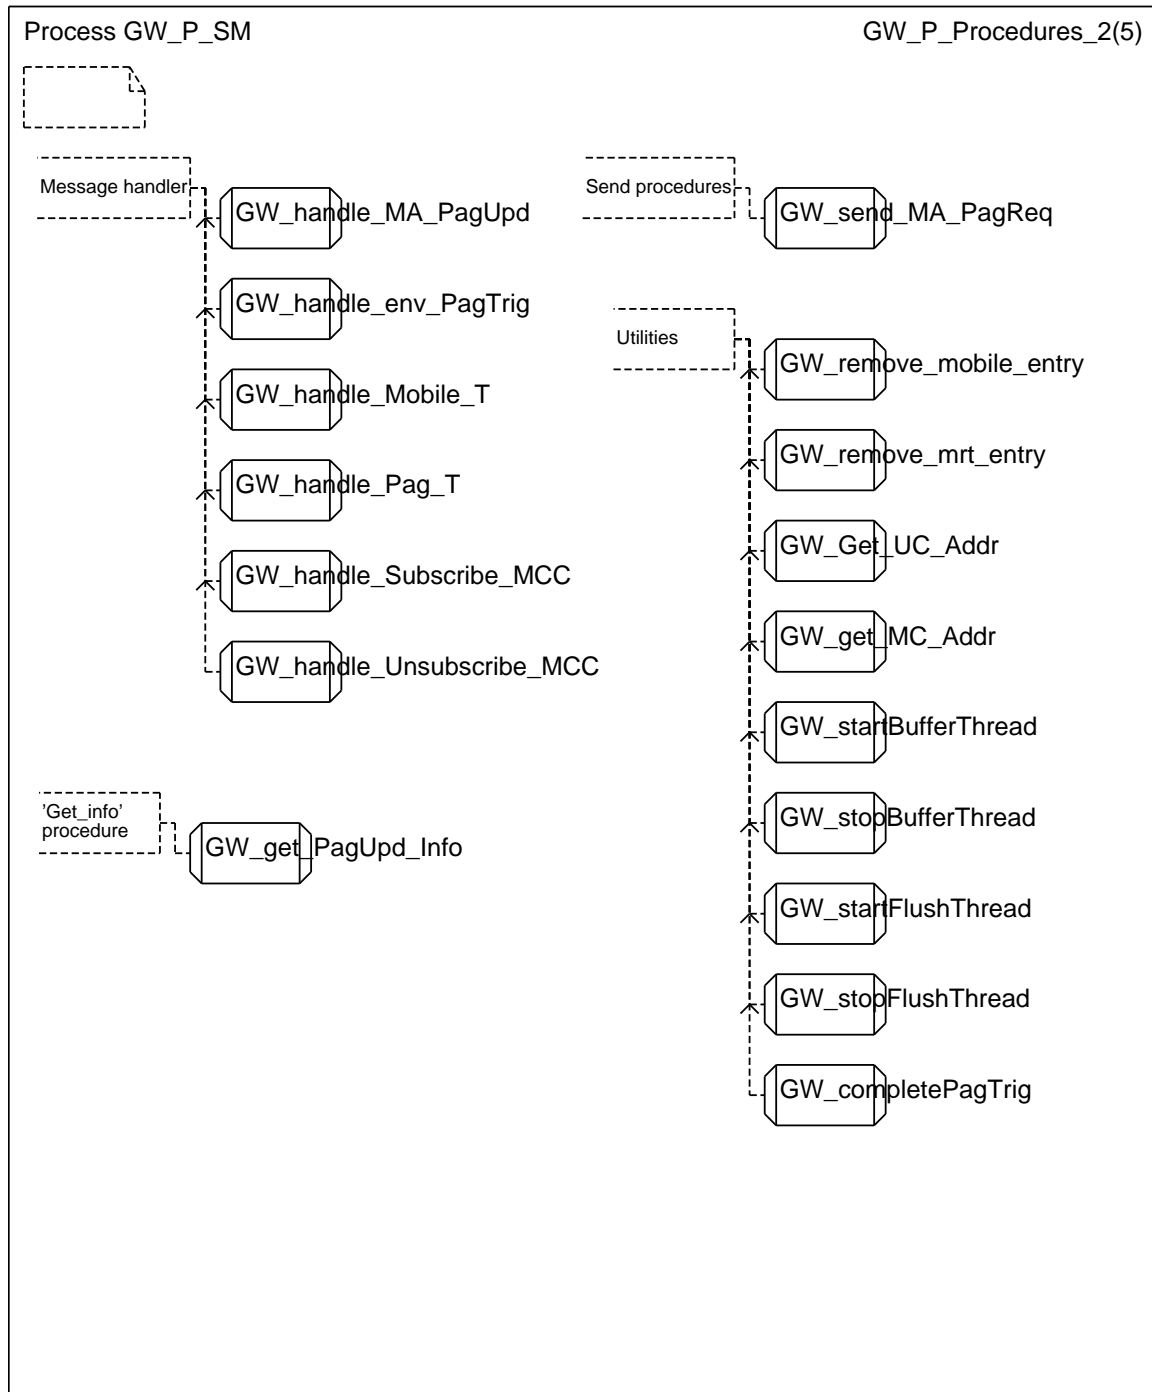 Process GW_P_SM
GW_P_Procedures_2(5)
Message handler
GW_handle_MA_PagUpd
GW_handle_env_PagTrig
GW_handle_Mobile_T
GW_handle_Pag_T
GW_handle_Subscribe_MCC
GW_handle_Unsubscribe_MCC
'Get_info'
procedure
GW_get_PagUpd_Info
Send procedures
GW_send_MA_PagReq
Utilities
GW_remove_mobile_entry
GW_remove_mrt_entry
GW_Get_UC_Addr
GW_get_MC_Addr
GW_startBufferThread
GW_stopBufferThread
GW_startFlushThread
GW_stopFlushThread
GW_completePagTrig